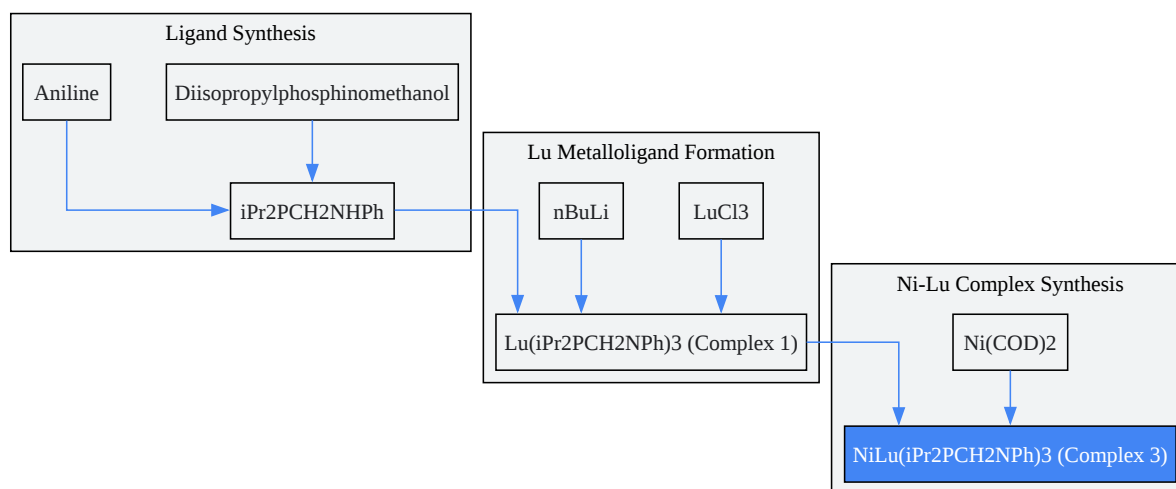 Ligand Synthesis
Aniline
Diisopropylphosphinomethanol
iPr2PCH2NHPh
Lu Metalloligand Formation
nBuLi
LuCl3
Lu(iPr2PCH2NPh)3 (Complex 1)
Ni-Lu Complex Synthesis
Ni(COD)2
NiLu(iPr2PCH2NPh)3 (Complex 3)